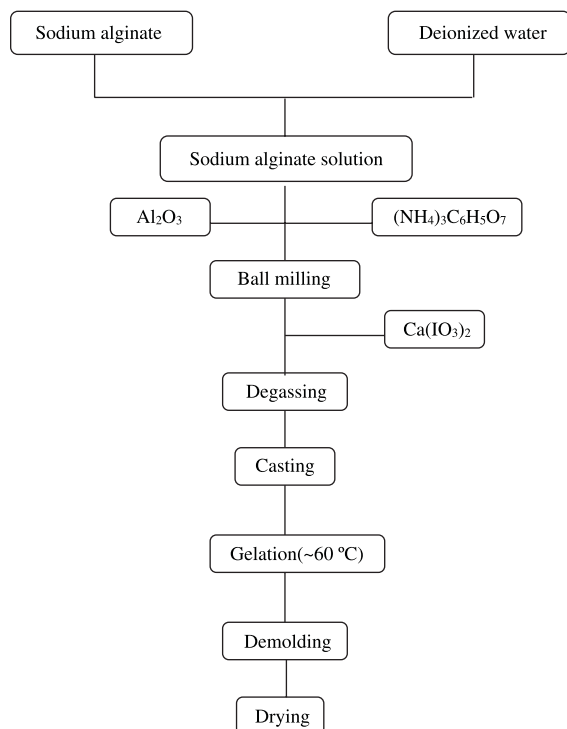 Sodium alginate
Deionized water
Sodium alginate solution
Al₂O₃
(NH₄)₃C₆H₅O₇
Ball milling
Ca(IO₃)₂
Degassing
Casting
Gelation(~60 ºC)
Demolding
Drying